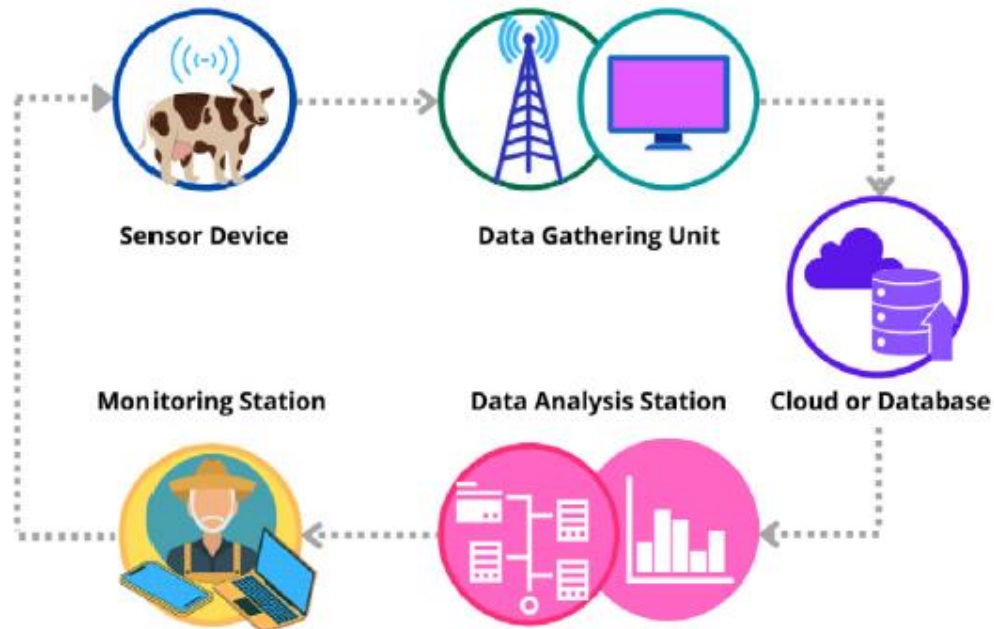 Sensor Device
Data Gathering Unit
Monitoring Station
Data Analysis Station
Cloud or Database